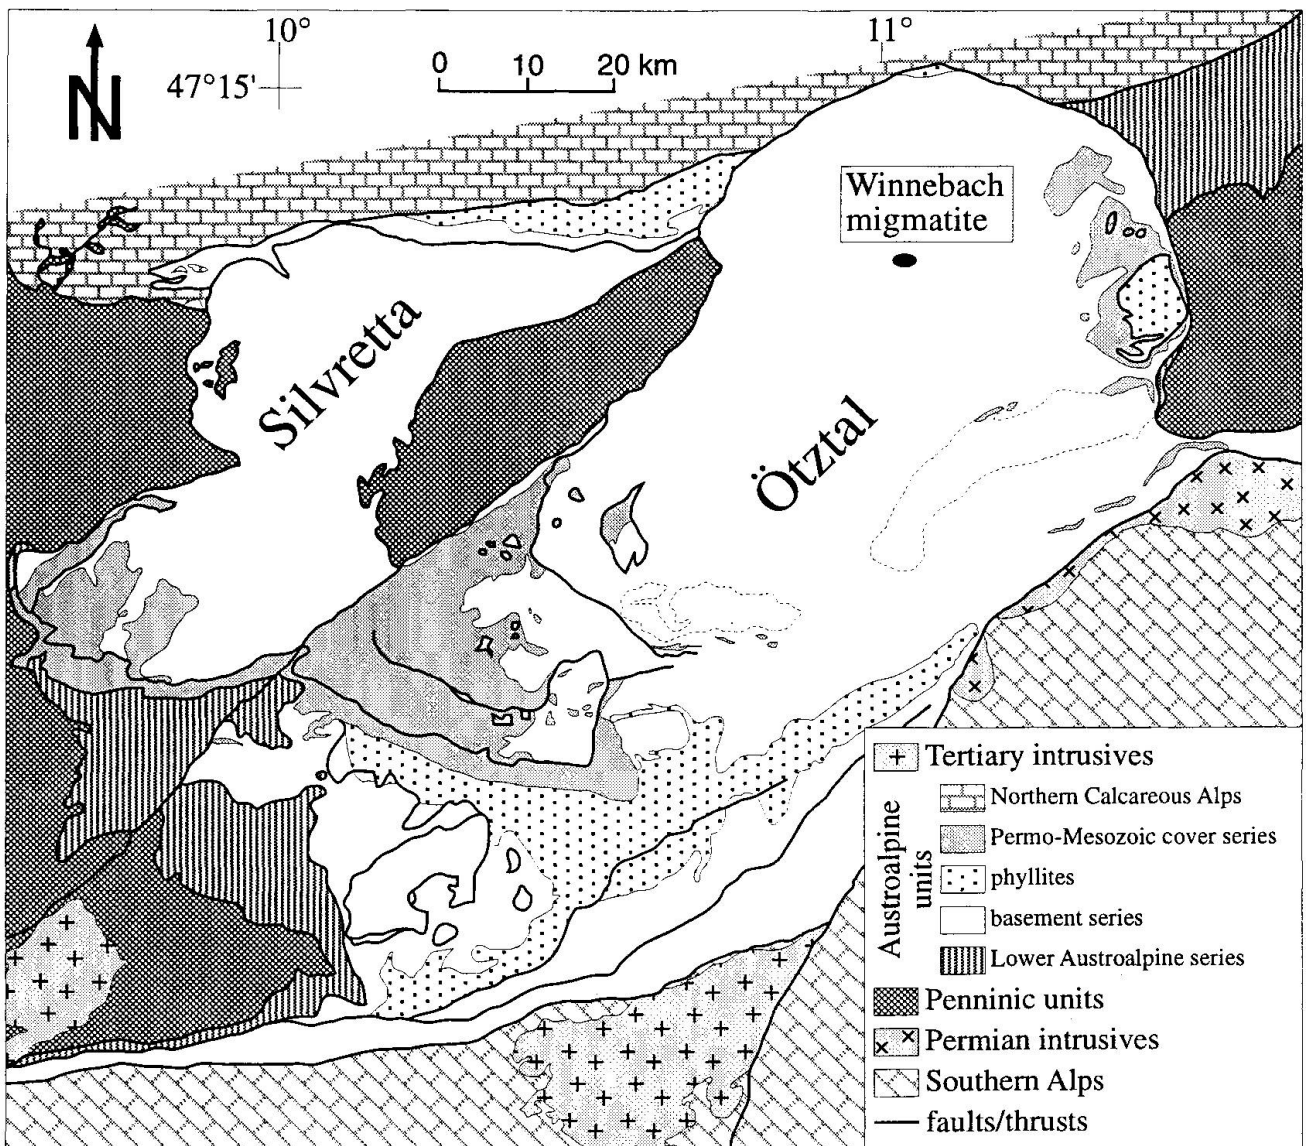 10°
11°
N
47°15'
0 10 20 km
Winnebach
migmatite
Silvretta
Ötztal
Tertiary intrusives
Austroalpine
units
Northern Calcareous Alps
Permo-Mesozoic cover series
phyllites
basement series
Lower Austroalpine series
Penninic units
Permian intrusives
Southern Alps
faults/thrusts